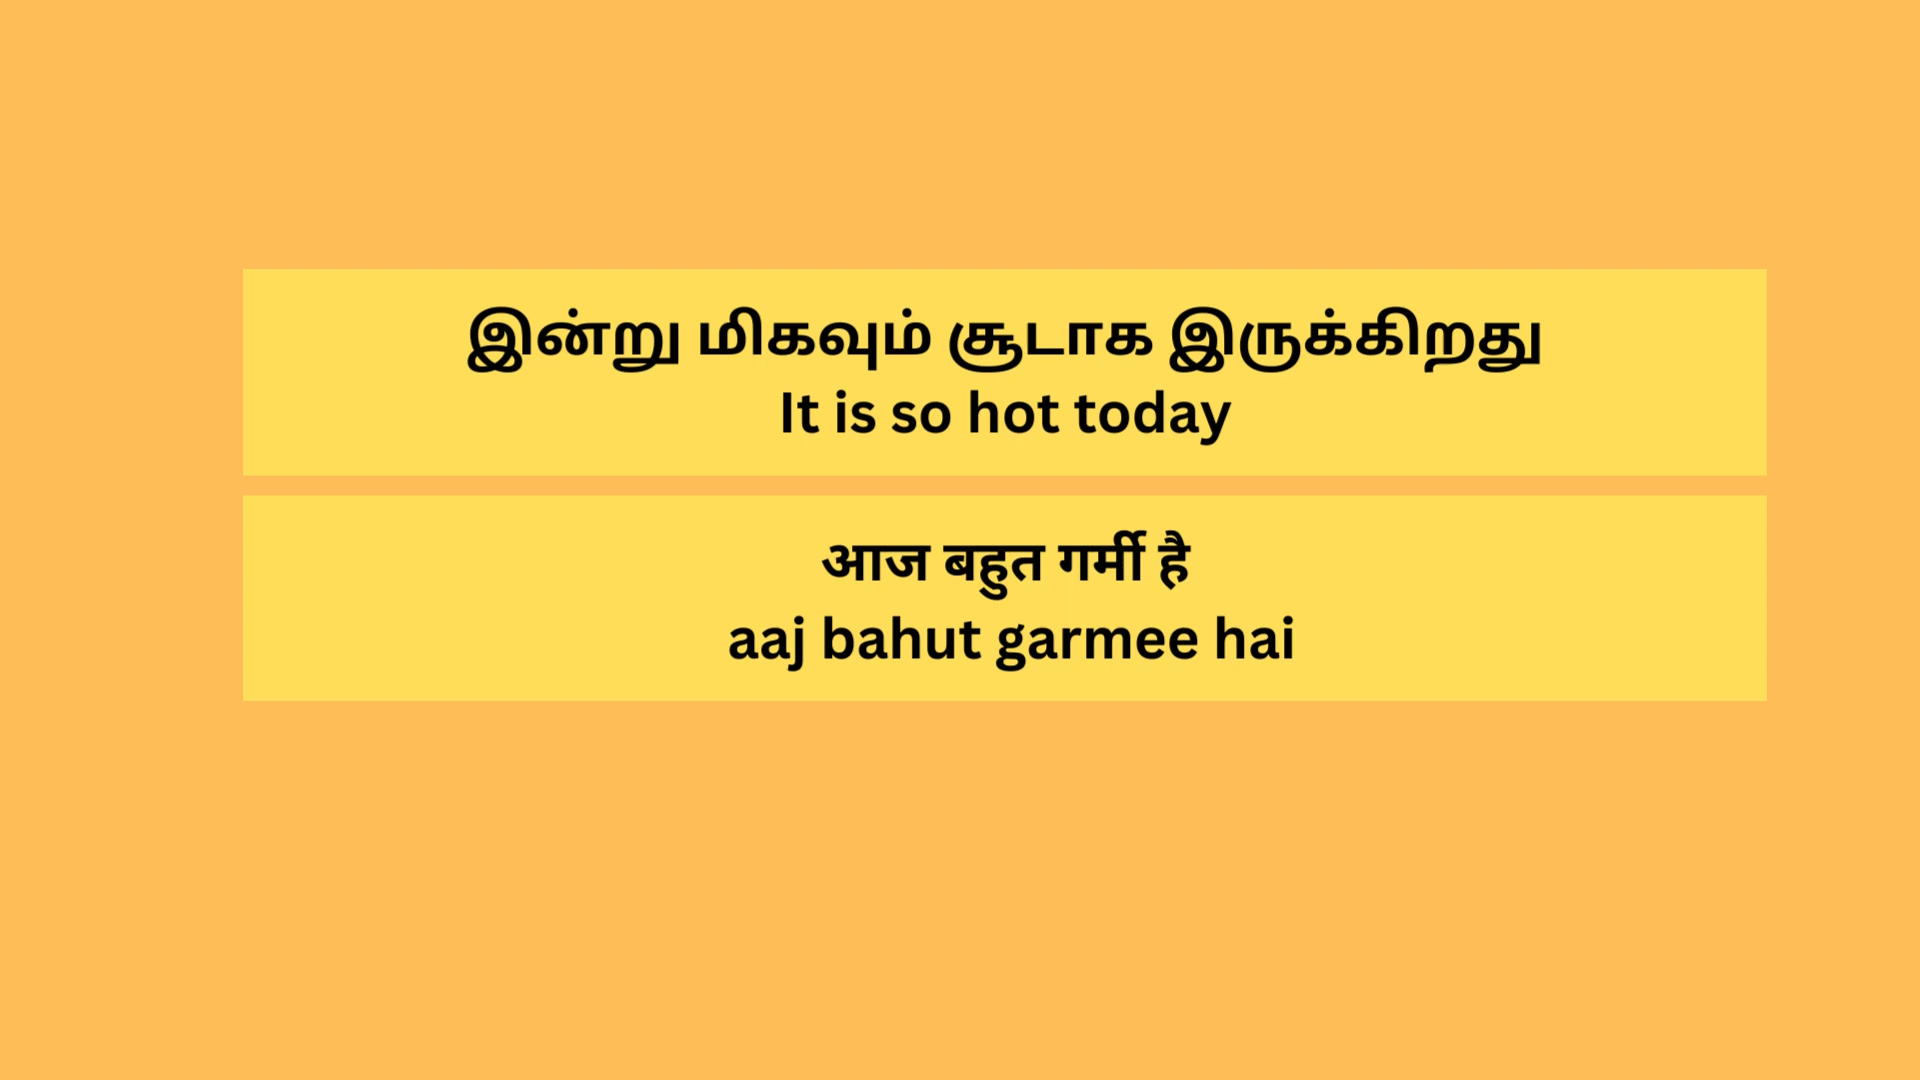 இன்று மிகவும் சூடாக இருக்கிறது
It is so hot today
आज बहुत गर्मी है
aaj bahut garmee hai